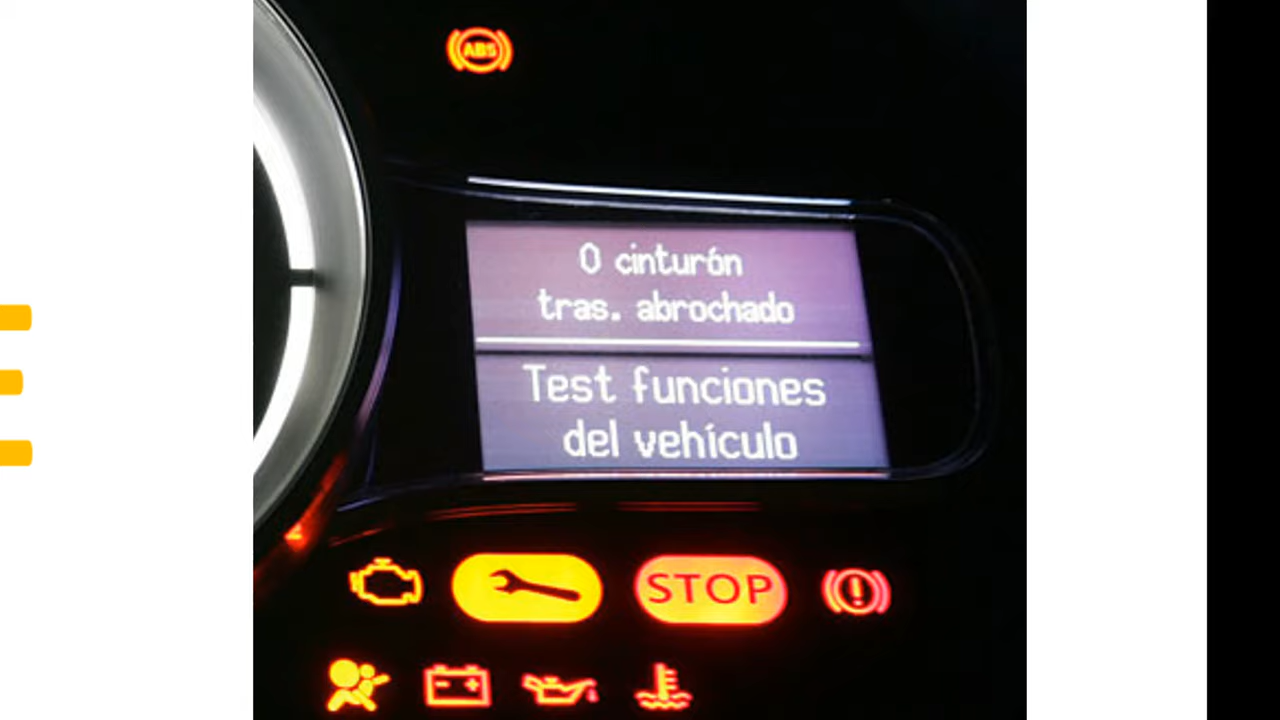 ABS
0 cinturón
tras. abrochado
Test funciones
del vehículo
STOP